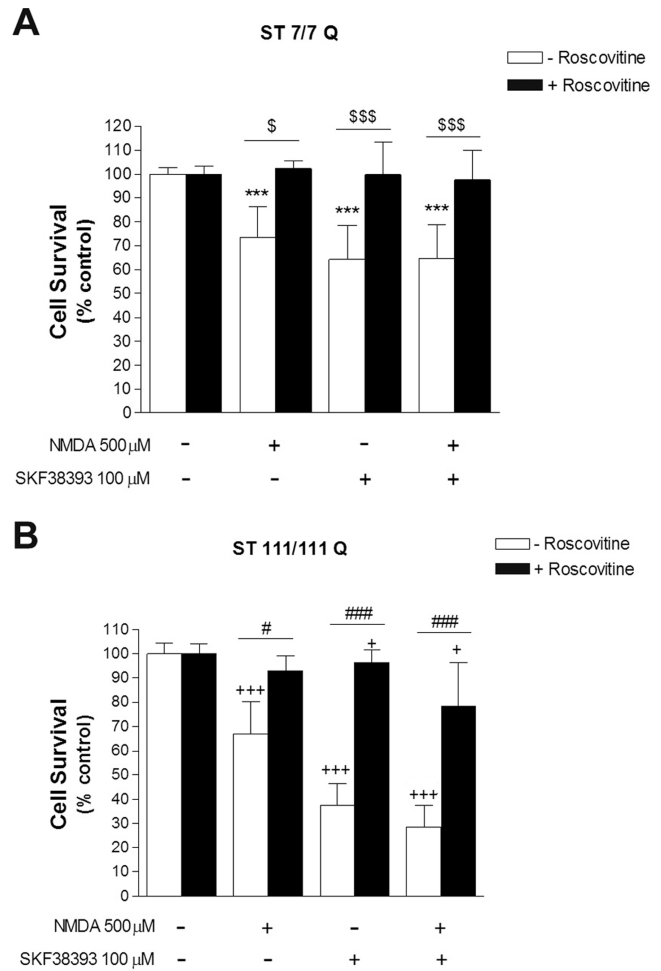 A
ST 7/7 Q
- Roscovitine
+ Roscovitine
$
$$$
$$$
***
***
***
120
110
100
90
80
70
60
50
40
30
20
10
0
Cell Survival
(% control)
NMDA 500 μM - + - +
SKF38393 100 μM - - + +
B
ST 111/111 Q
- Roscovitine
+ Roscovitine
#
###
###
+
+
+++
+++
+++
110
100
90
80
70
60
50
40
30
20
10
0
Cell Survival
(% control)
NMDA 500 μM - + - +
SKF38393 100 μM - - + +